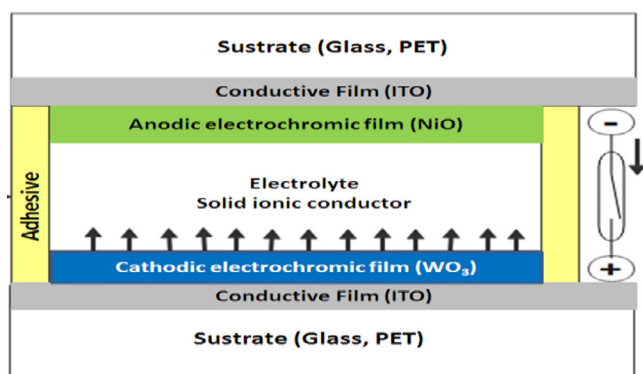 Sustrate (Glass, PET)
Conductive Film (ITO)
Anodic electrochromic film (NiO)
−
Electrolyte
Solid ionic conductor
Adhesive
Cathodic electrochromic film (WO₃)
+
Conductive Film (ITO)
Sustrate (Glass, PET)